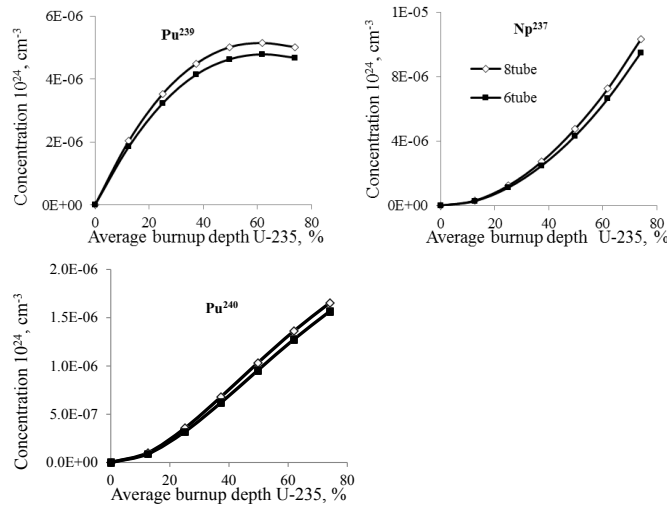 Pu²³⁹
Concentration 10²⁴, cm⁻³
6E-06
4E-06
2E-06
0E+00
0 20 40 60 80
Average burnup depth U-235, %
Np²³⁷
8tube
6tube
Concentration 10²⁴, cm⁻³
1E-05
8E-06
4E-06
0E+00
0 20 40 60 80
Average burnup depth U-235, %
Pu²⁴⁰
Concentration 10²⁴, cm⁻³
2.0E-06
1.5E-06
1.0E-06
5.0E-07
0.0E+00
0 20 40 60 80
Average burnup depth U-235, %